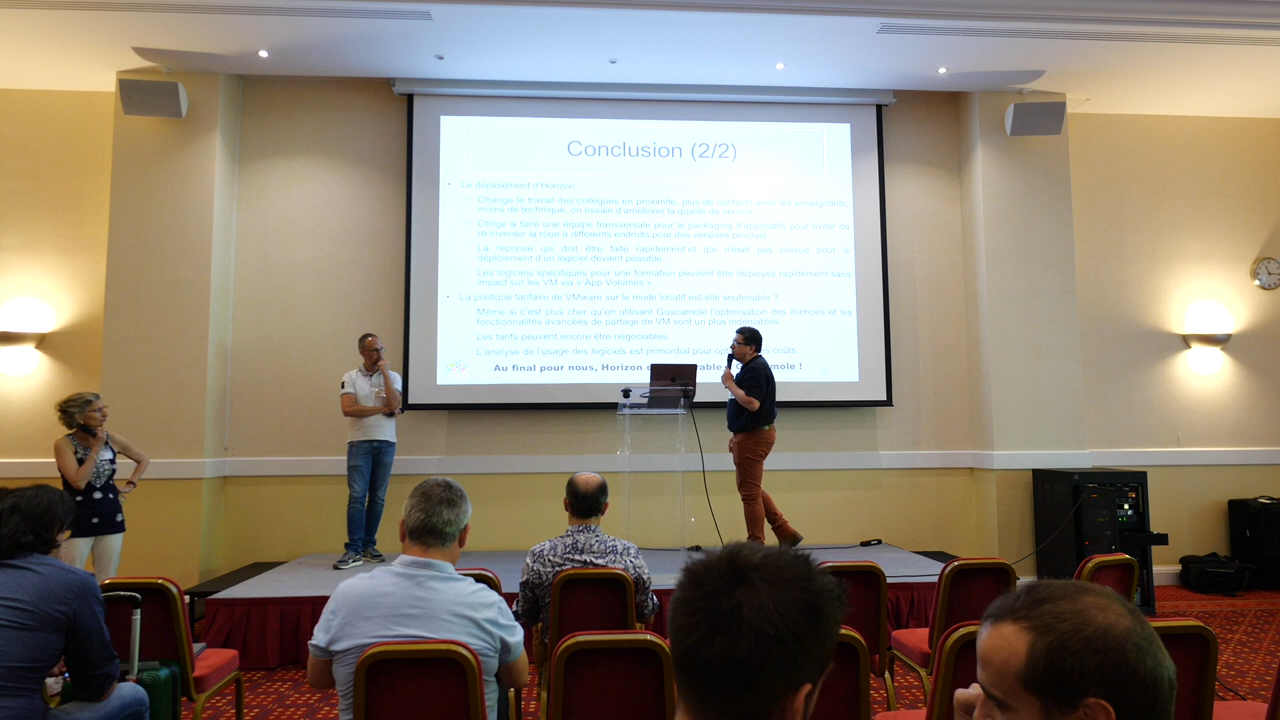 Conclusion (2/2)
• Le déploiement d'Horizon
– Change le travail des collègues en proximité, plus de contacts avec les enseignants,
moins de technique, on essaie d'améliorer la qualité de service.
– Oblige à faire une équipe transversale pour le packaging d'applicatifs pour éviter de
ré-inventer la roue à différents endroits pour des versions proches.
– La réponse qui doit être faite rapidement et qui n'était pas prévue pour le
déploiement d'un logiciel devient possible.
– Les logiciels spécifiques pour une formation peuvent-être déployés rapidement sans
impact sur les VM via « App Volumes ».
• La politique tarifaire de VMware sur le mode locatif est-elle soutenable ?
– Même si c'est plus cher qu'en utilisant Guacamole l'optimisation des licences et les
fonctionnalités avancées de partage de VM sont un plus indéniables.
– Les tarifs peuvent encore être négociables...
– L'analyse de l'usage des logiciels est primordial pour coûts.
Au final pour nous, Horizon !